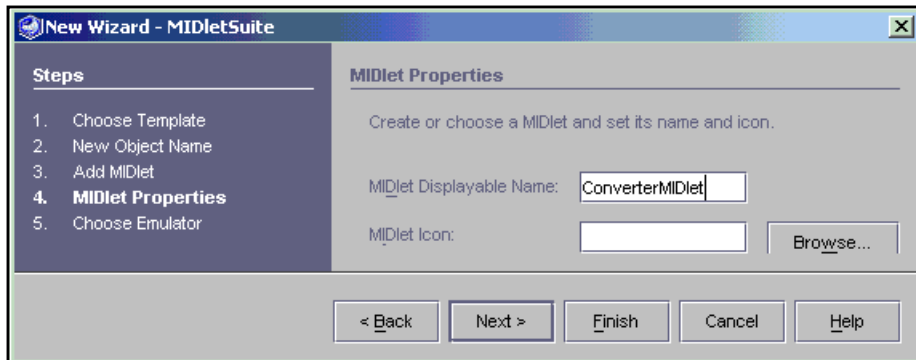 New Wizard - MIDletSuite
Steps
1. Choose Template
2. New Object Name
3. Add MIDlet
4. MIDlet Properties
5. Choose Emulator
MIDlet Properties
Create or choose a MIDlet and set its name and icon.
MIDlet Displayable Name: ConverterMIDlet
MIDlet Icon: Browse...
< Back Next > Finish Cancel Help